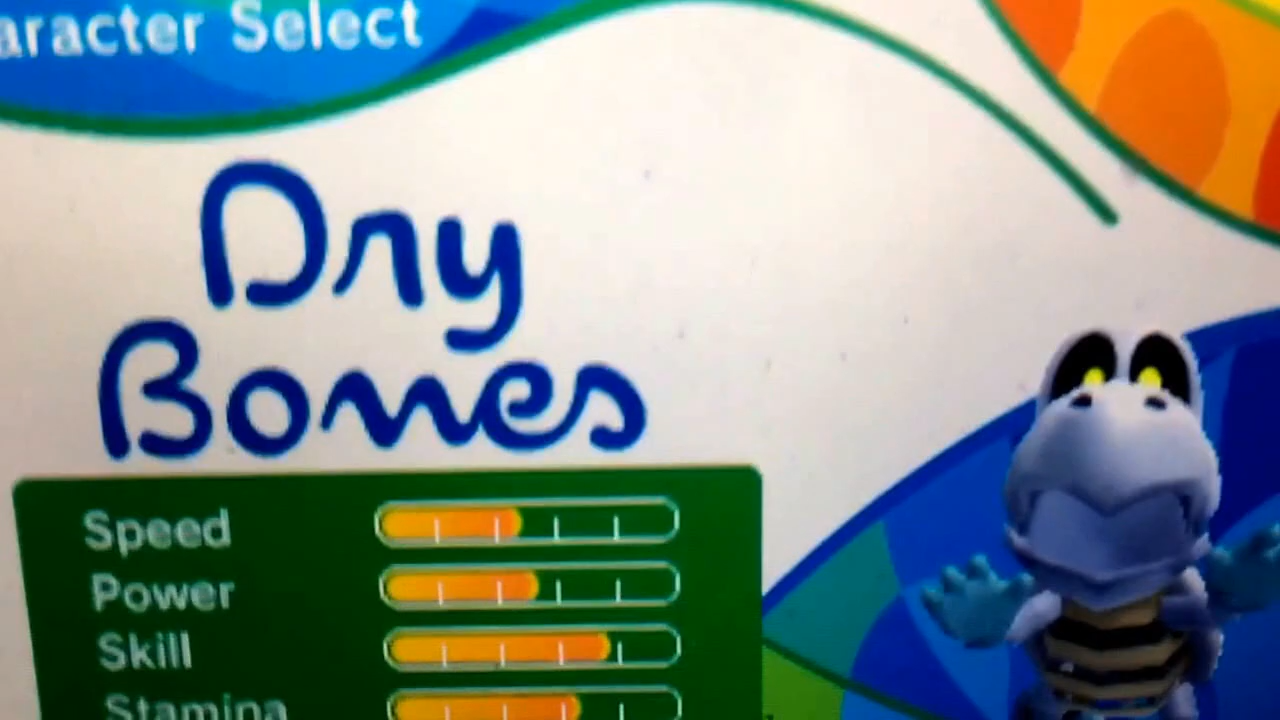 aracter Select
Dry
Bones
Speed
Power
Skill
Stamina